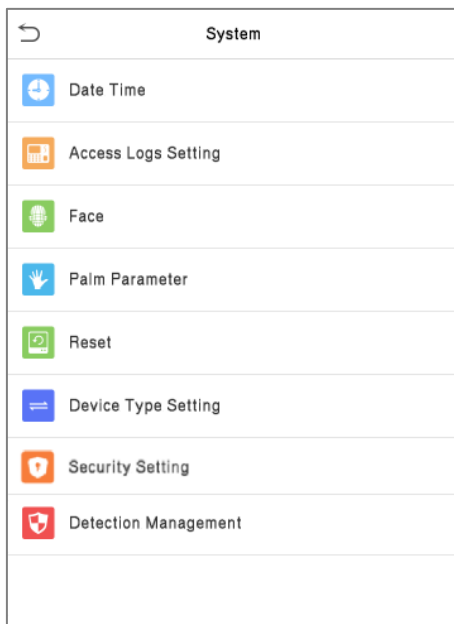 System
Date Time
Access Logs Setting
Face
Palm Parameter
Reset
Device Type Setting
Security Setting
Detection Management